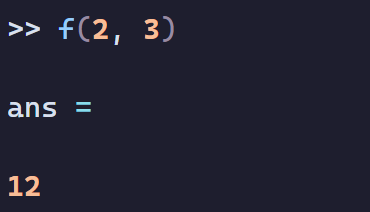 >> f(2, 3)
ans =
12